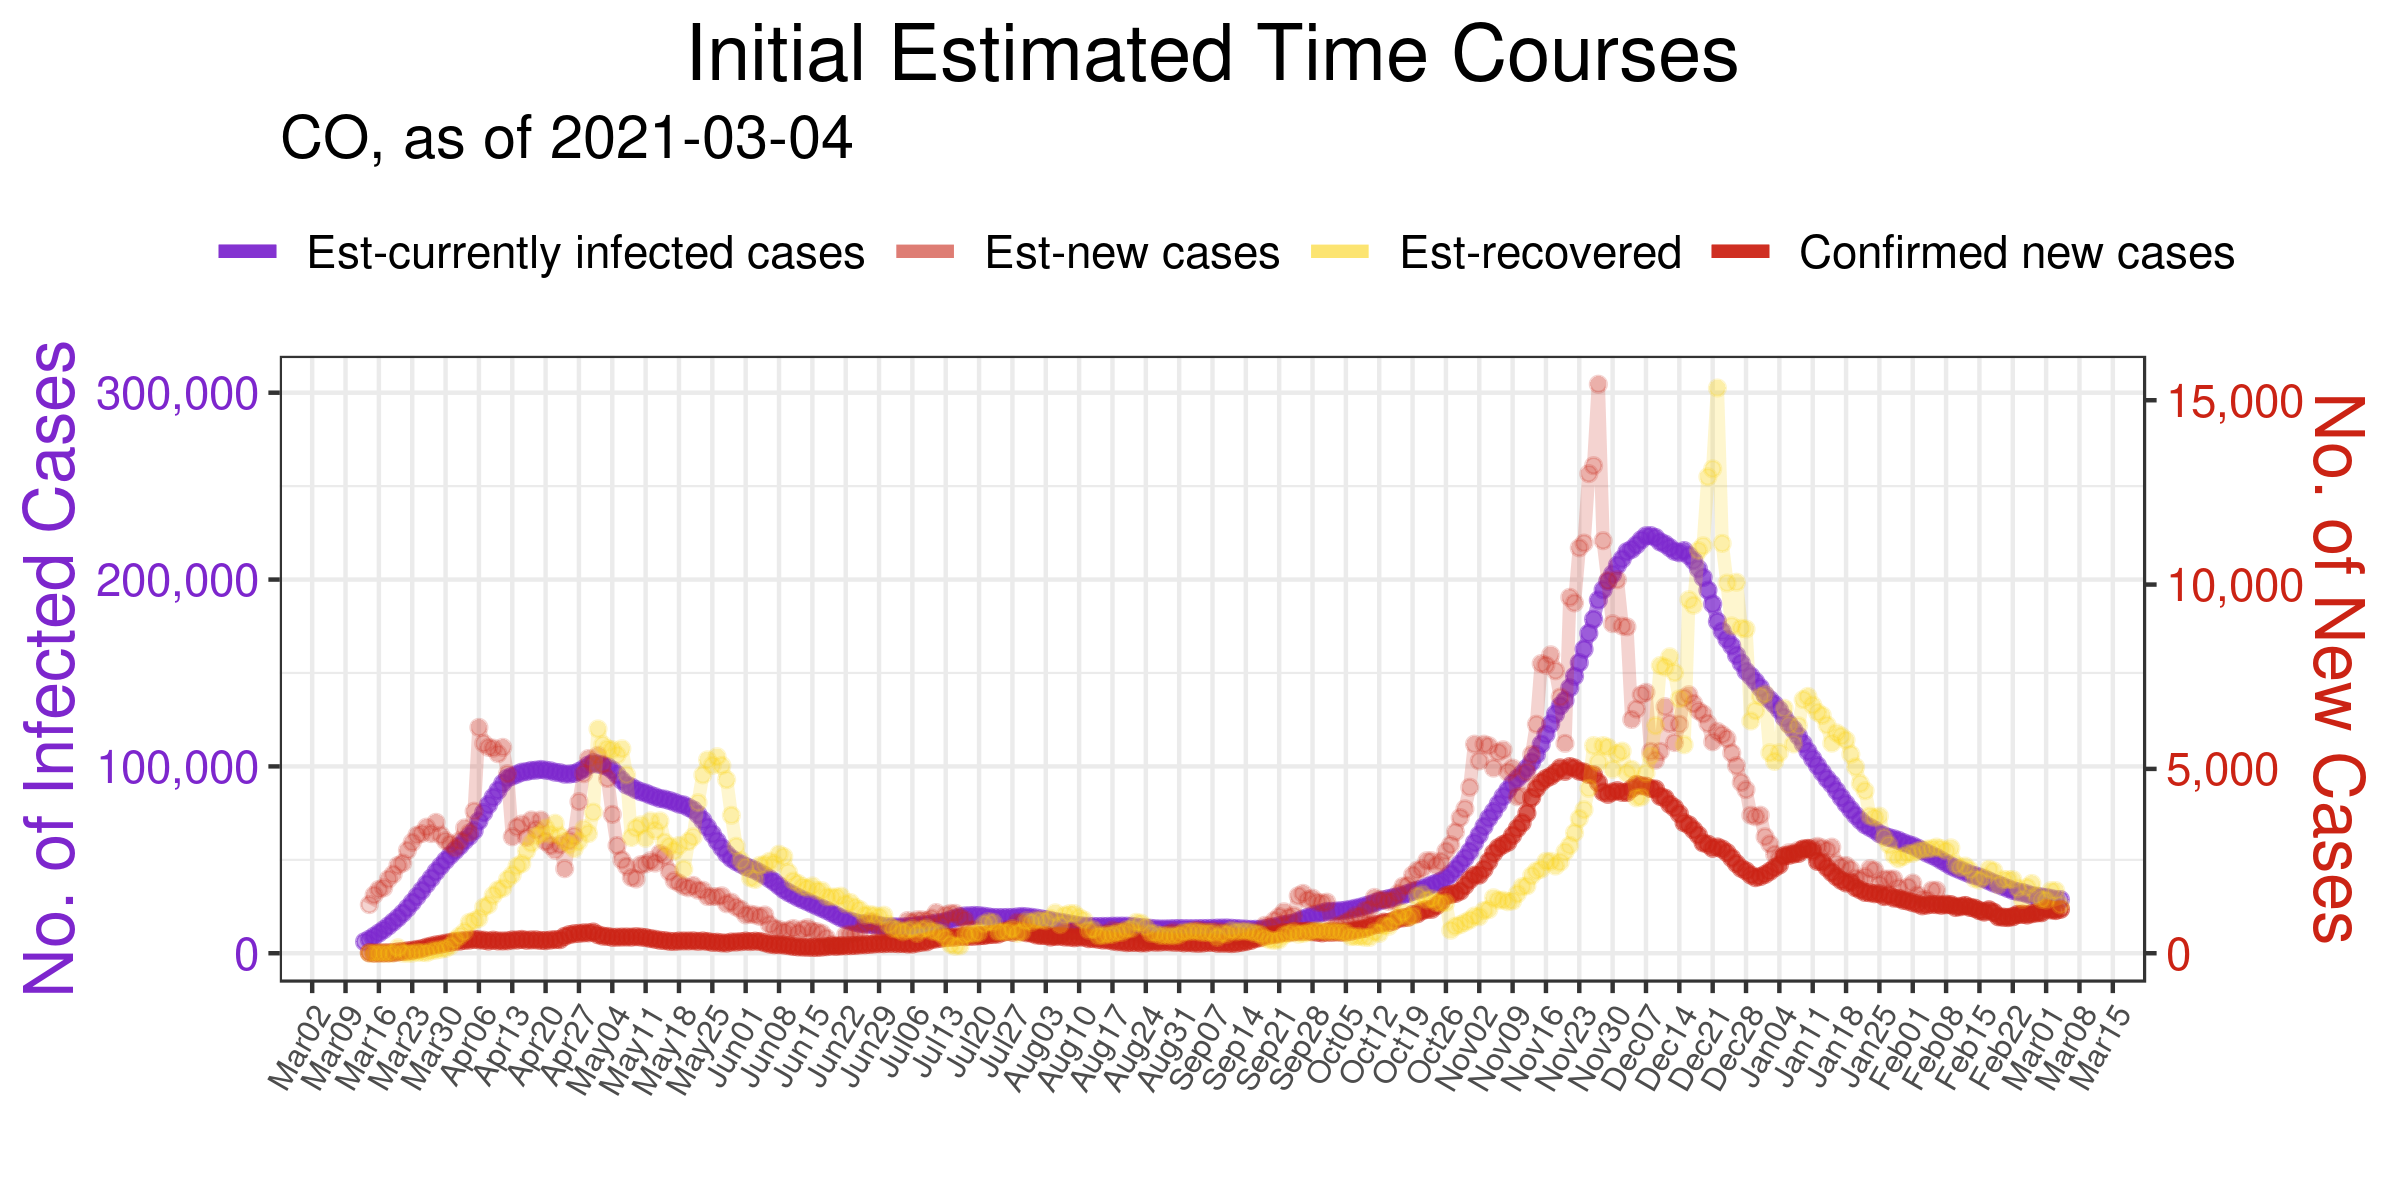 Initial Estimated Time Courses
CO, as of 2021-03-04
Est-currently infected cases Est-new cases Est-recovered Confirmed new cases
No. of Infected Cases
300,000
200,000
100,000
0
15,000
10,000
5,000
0
No. of New Cases
Mar02 Mar09 Mar16 Mar23 Mar30 Apr06 Apr13 Apr20 Apr27 May04 May11 May18 May25 Jun01 Jun08 Jun15 Jun22 Jun29 Jul06 Jul13 Jul20 Jul27 Aug03 Aug10 Aug17 Aug24 Aug31 Sep07 Sep14 Sep21 Sep28 Oct05 Oct12 Oct19 Oct26 Nov02 Nov09 Nov16 Nov23 Nov30 Dec07 Dec14 Dec21 Dec28 Jan04 Jan11 Jan18 Jan25 Feb01 Feb08 Feb15 Feb22 Mar01 Mar08 Mar15